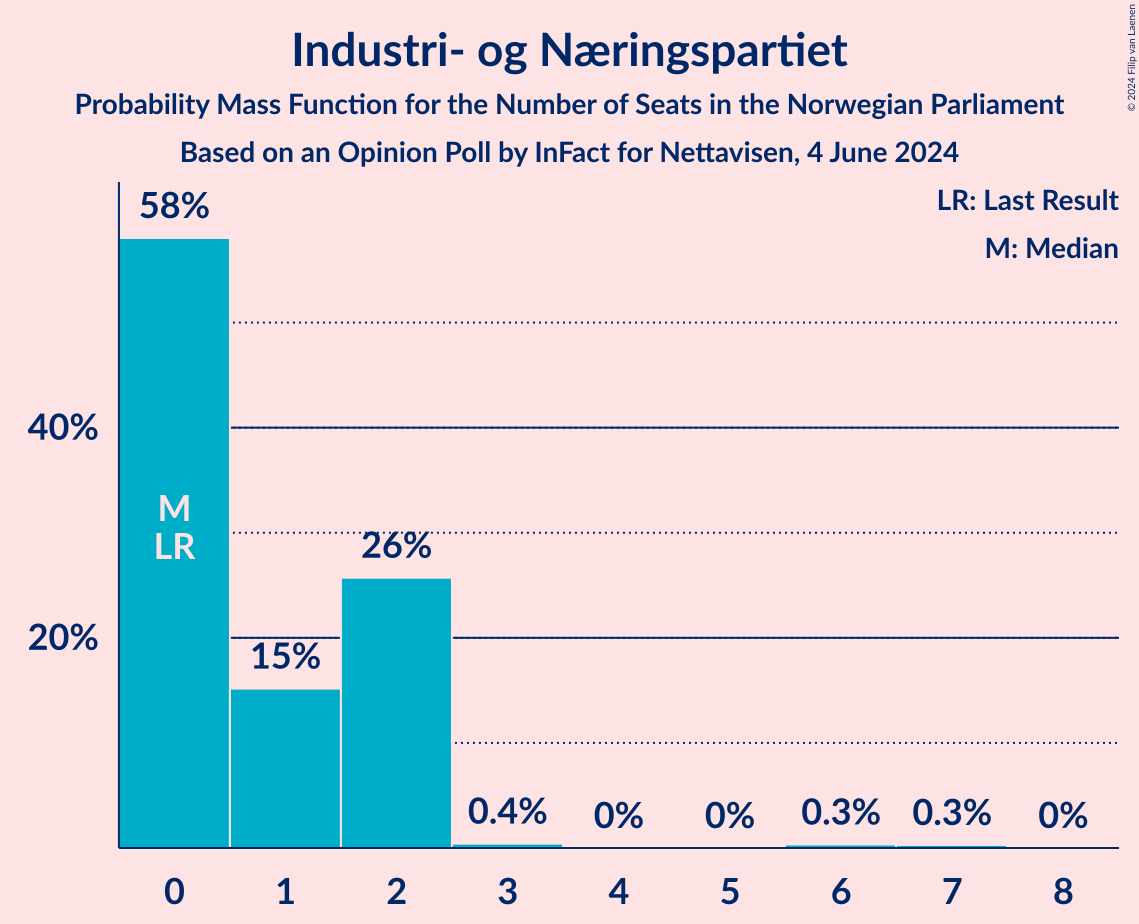 Industri- og Næringspartiet
Probability Mass Function for the Number of Seats in the Norwegian Parliament
Based on an Opinion Poll by InFact for Nettavisen, 4 June 2024
© 2024 Filip van Laenen
LR: Last Result
M: Median
58%
40%
M
LR
26%
20%
15%
0.4%
0%
0%
0.3%
0.3%
0%
0 1 2 3 4 5 6 7 8